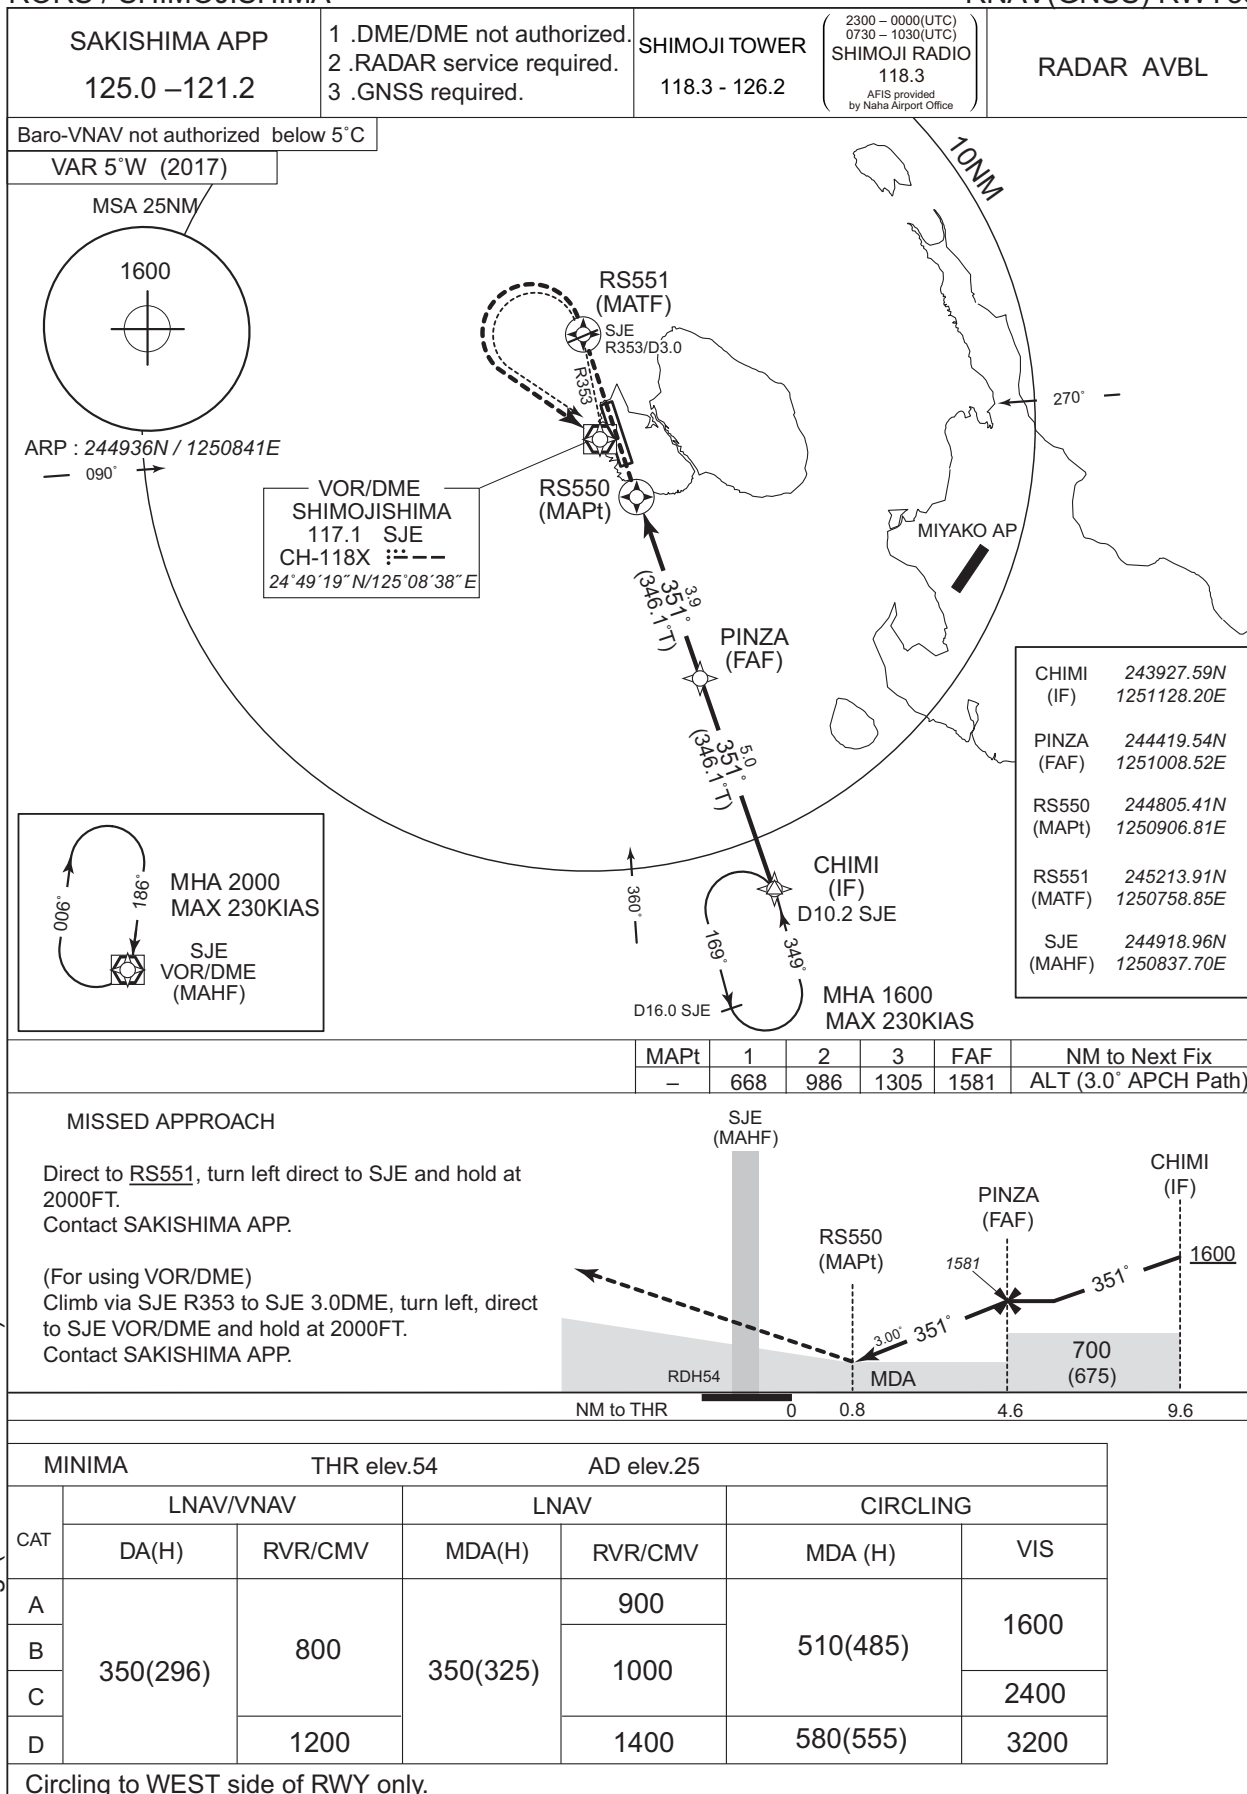 SAKISHIMA APP
125.0 –121.2
1 .DME/DME not authorized.
2 .RADAR service required.
3 .GNSS required.
SHIMOJI TOWER
118.3 - 126.2
2300 – 0000(UTC)
0730 – 1030(UTC)
SHIMOJI RADIO
118.3
AFIS provided
by Naha Airport Office
RADAR AVBL
Baro-VNAV not authorized below 5˚C
VAR 5˚W (2017)
MSA 25NM
1600
ARP : 244936N / 1250841E
090˚
10NM
270˚
RS551
(MATF)
SJE
R353/D3.0
R353
VOR/DME
SHIMOJISHIMA
117.1 SJE
CH-118X
24˚49´19˝N/125˚08´38˝E
RS550
(MAPt)
MIYAKO AP
3.9
351˚
(346.1˚T)
PINZA
(FAF)
5.0
351˚
(346.1˚T)
CHIMI
(IF)
D10.2 SJE
360˚
169˚
349˚
D16.0 SJE
MHA 1600
MAX 230KIAS
006˚
186˚
MHA 2000
MAX 230KIAS
SJE
VOR/DME
(MAHF)
CHIMI 243927.59N
(IF) 1251128.20E
PINZA 244419.54N
(FAF) 1251008.52E
RS550 244805.41N
(MAPt) 1250906.81E
RS551 245213.91N
(MATF) 1250758.85E
SJE 244918.96N
(MAHF) 1250837.70E
MAPt 1 2 3 FAF NM to Next Fix
– 668 986 1305 1581 ALT (3.0˚ APCH Path)
MISSED APPROACH
Direct to RS551, turn left direct to SJE and hold at
2000FT.
Contact SAKISHIMA APP.
(For using VOR/DME)
Climb via SJE R353 to SJE 3.0DME, turn left, direct
to SJE VOR/DME and hold at 2000FT.
Contact SAKISHIMA APP.
SJE
(MAHF)
RS550
(MAPt)
PINZA
(FAF)
CHIMI
(IF)
1581
1600
351˚
3.00˚ 351˚
700
(675)
RDH54
MDA
NM to THR 0 0.8 4.6 9.6
MINIMA THR elev.54 AD elev.25
CAT LNAV/VNAV LNAV CIRCLING
DA(H) RVR/CMV MDA(H) RVR/CMV MDA (H) VIS
A 900
B 350(296) 800 350(325) 1000 510(485) 1600
C 2400
D 1200 1400 580(555) 3200
Circling to WEST side of RWY only.